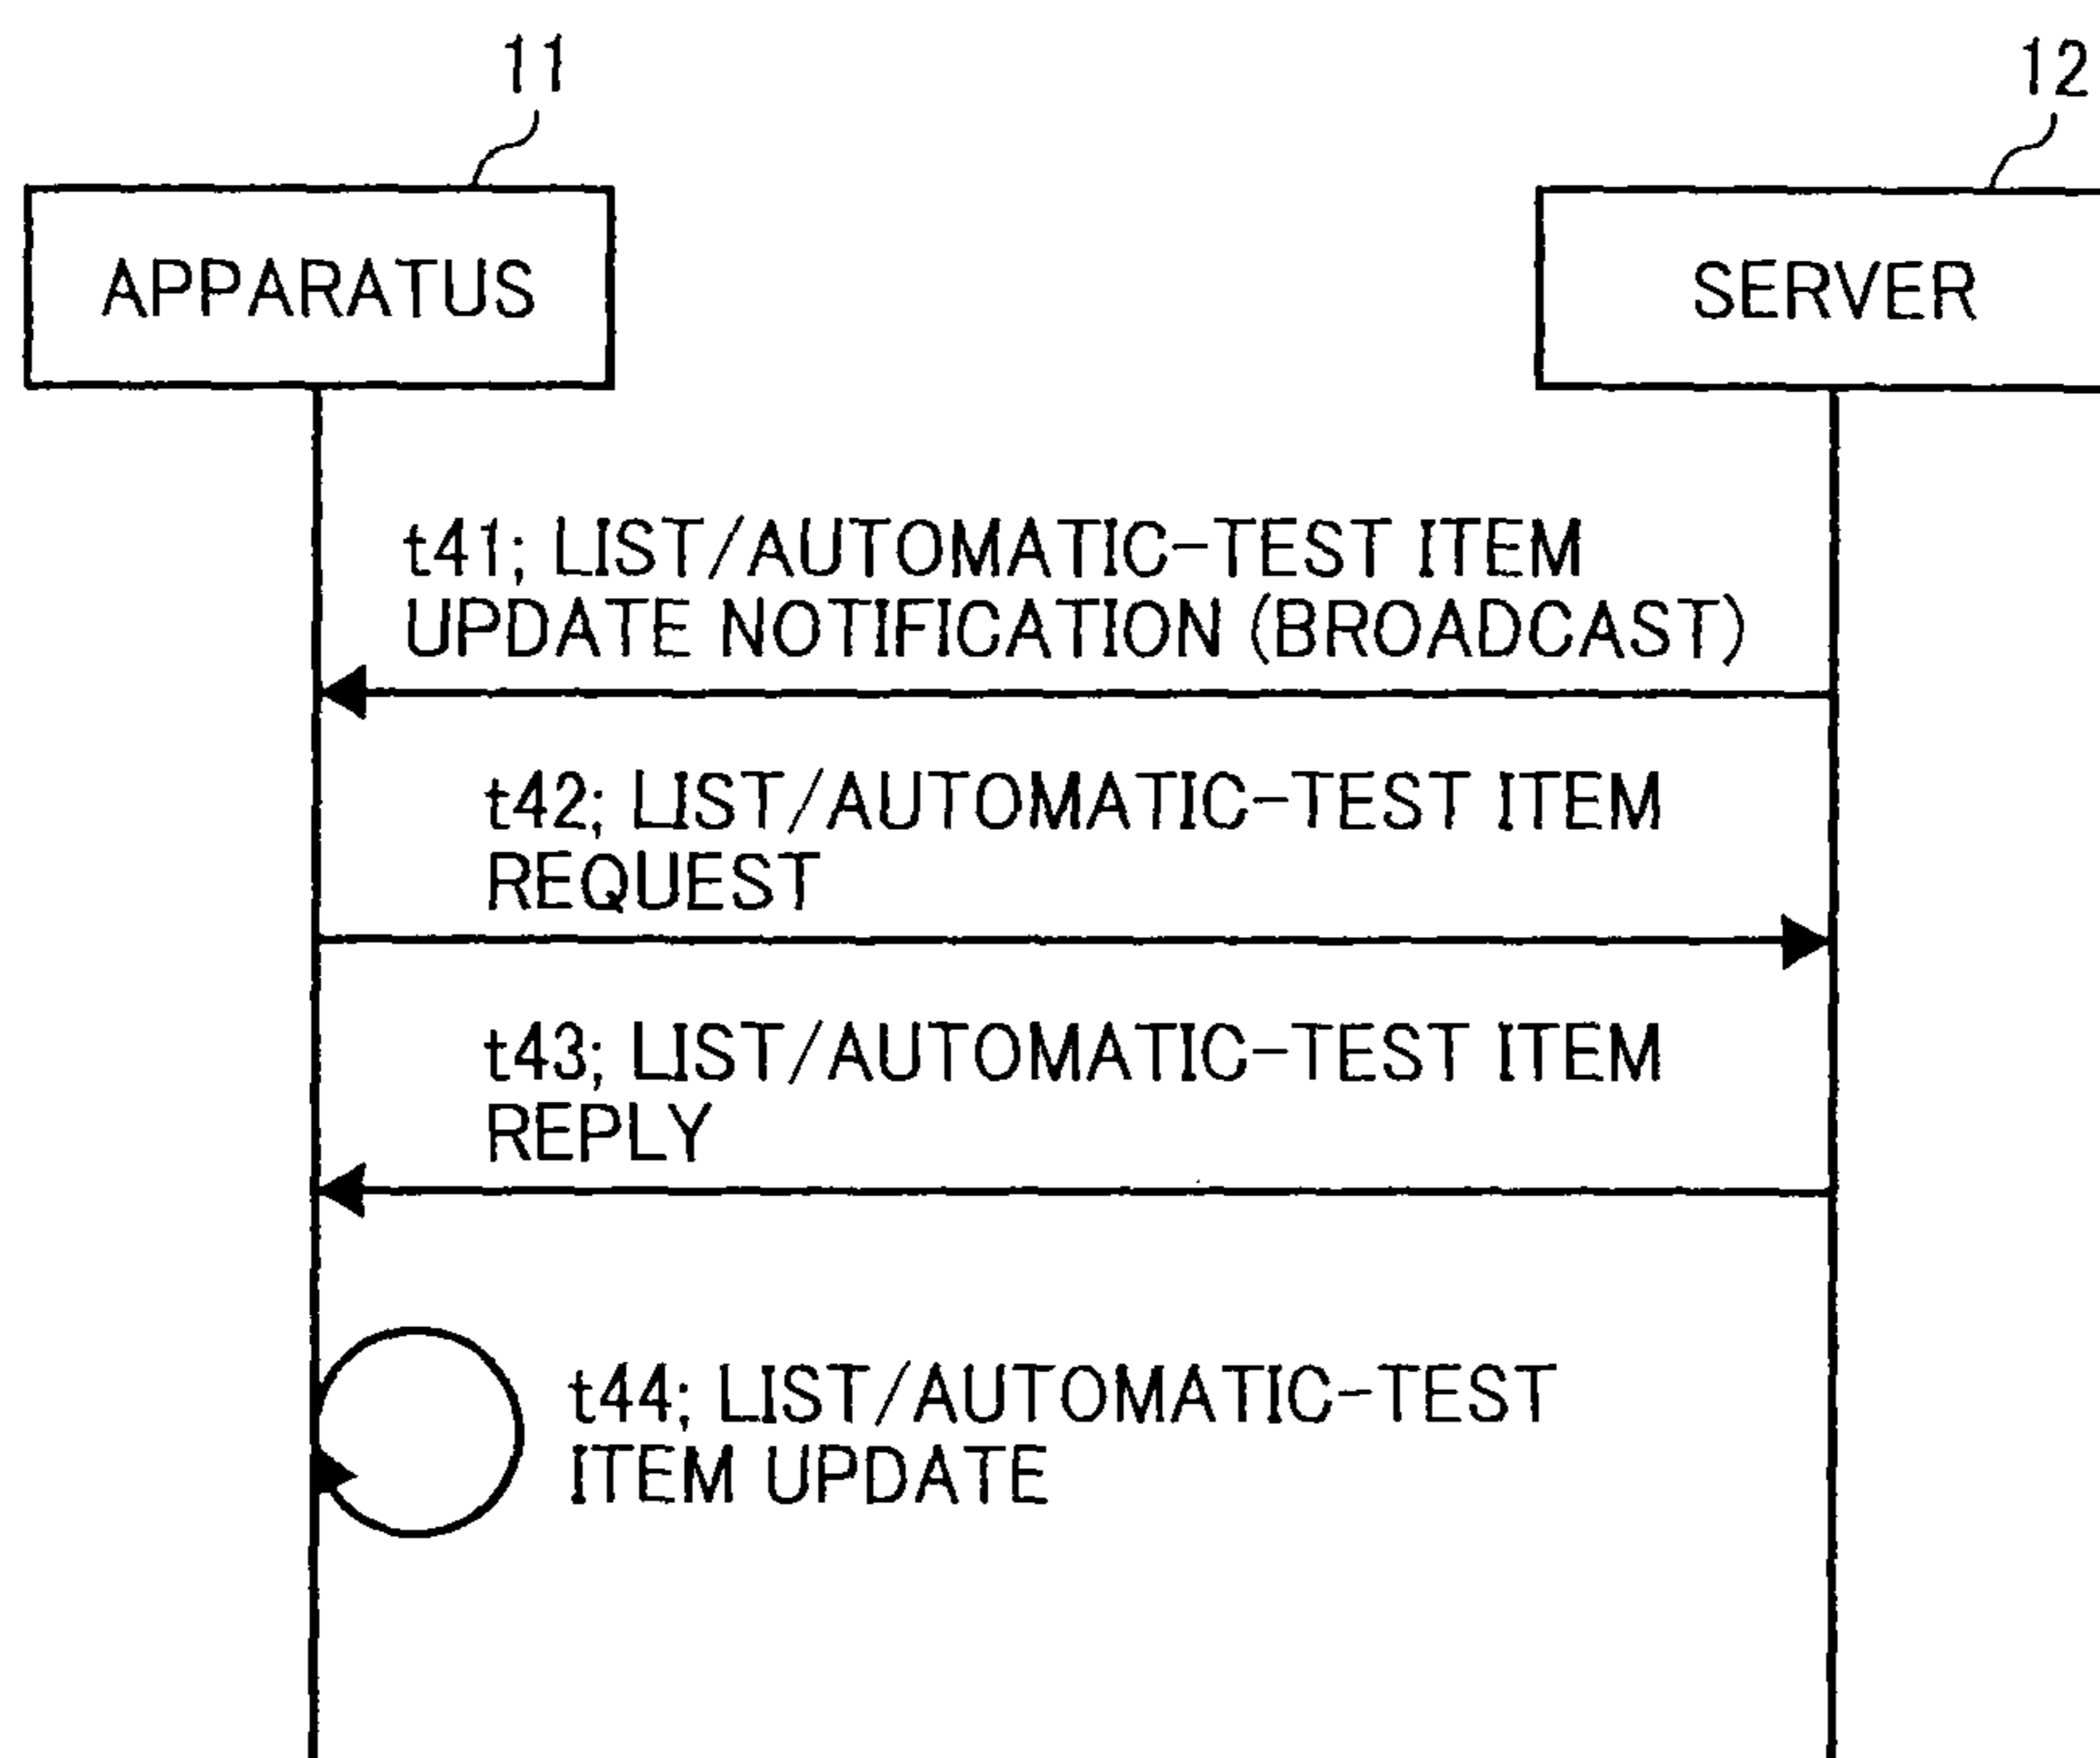 11
12
APPARATUS
SERVER
t41; LIST/AUTOMATIC-TEST ITEM
UPDATE NOTIFICATION (BROADCAST)
t42; LIST/AUTOMATIC-TEST ITEM
REQUEST
t43; LIST/AUTOMATIC-TEST ITEM
REPLY
t44; LIST/AUTOMATIC-TEST
ITEM UPDATE